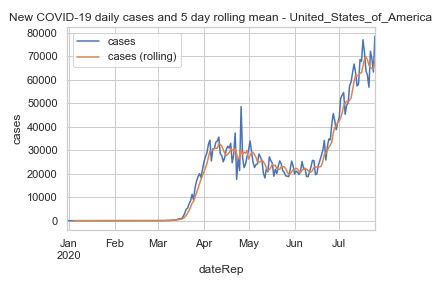 New COVID-19 daily cases and 5 day rolling mean - United_States_of_America
80000
70000
60000
50000
40000
30000
20000
10000
0
cases
cases
cases (rolling)
Jan
2020
Feb
Mar
Apr
May
Jun
Jul
dateRep